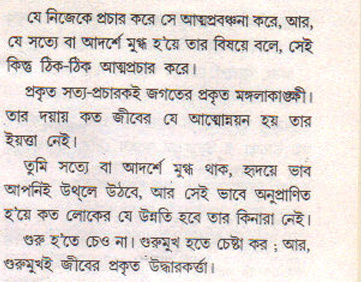 যে নিজেকে প্রচার করে সে আত্মপ্রবঞ্চনা করে, আর,
যে সত্যে বা আদর্শে মুগ্ধ হ'য়ে তার বিষয়ে বলে, সেই
কিন্তু ঠিক-ঠিক আত্মপ্রচার করে।
প্রকৃত সত্য-প্রচারকই জগতের প্রকৃত মঙ্গলাকাঙ্ক্ষী।
তার দয়ায় কত জীবের যে আত্মোন্নয়ন হয় তার
ইয়ত্তা নেই।
তুমি সত্যে বা আদর্শে মুগ্ধ থাক, হৃদয়ে ভাব
আপনিই উথ্‌লে উঠবে, আর সেই ভাবে অনুপ্রাণিত
হ'য়ে কত লোকের যে উন্নতি হবে তার কিনারা নেই।
গুরু হ'তে চেও না। গুরুমুখ হতে চেষ্টা কর ; আর,
গুরুমুখই জীবের প্রকৃত উদ্ধারকর্ত্তা।